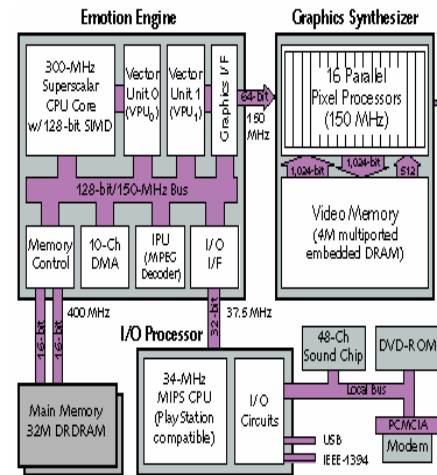 Emotion Engine
Graphics Synthesizer
300-MHz
Superscalar
CPU Core
w/128-bit SIMD
Vector
Unit 0
(VPU0)
Vector
Unit 1
(VPU1)
Graphics I/F
64-bit
150
MHz
16 Parallel
Pixel Processors
(150 MHz)
1,024-bit
1,024-bit
512
128-bit/150-MHz Bus
Video Memory
(4M multiported
embedded DRAM)
Memory
Control
10-Ch
DMA
IPU
(MPEG
Decoder)
I/O
I/F
16-bit
16-bit
400 MHz
32-bit
37.5 MHz
I/O Processor
48-Ch
Sound Chip
DVD-ROM
34-MHz
MIPS CPU
(PlayStation
compatible)
I/O
Circuits
Local Bus
Main Memory
32M DRDRAM
USB
IEEE-1394
PCMCIA
Modem